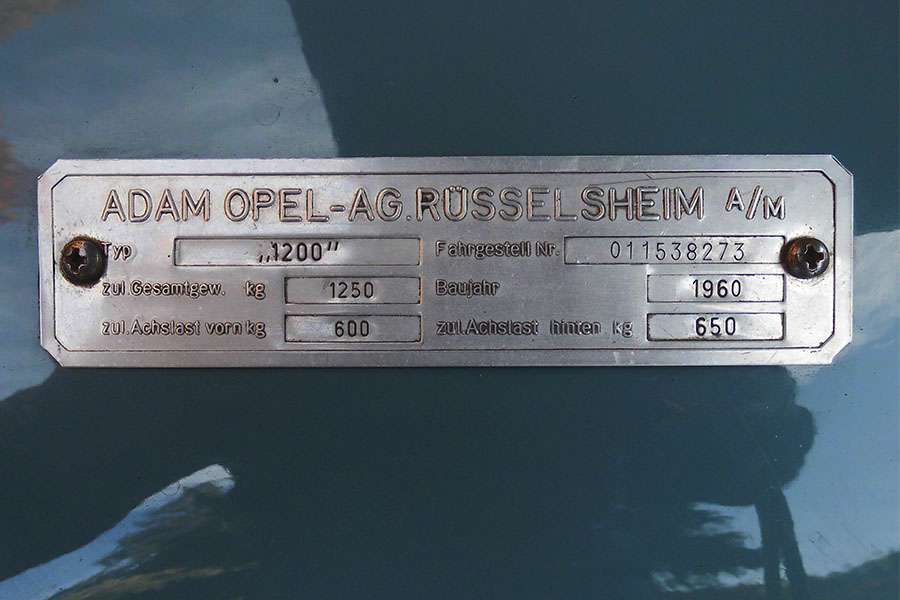 ADAM OPEL-AG. RÜSSELSHEIM A/M
Typ „1200” Fahrgestell Nr. 011538273
zul. Gesamtgew. kg 1250 Baujahr 1960
zul. Achslast vorn kg 600 zul. Achslast hinten kg 650